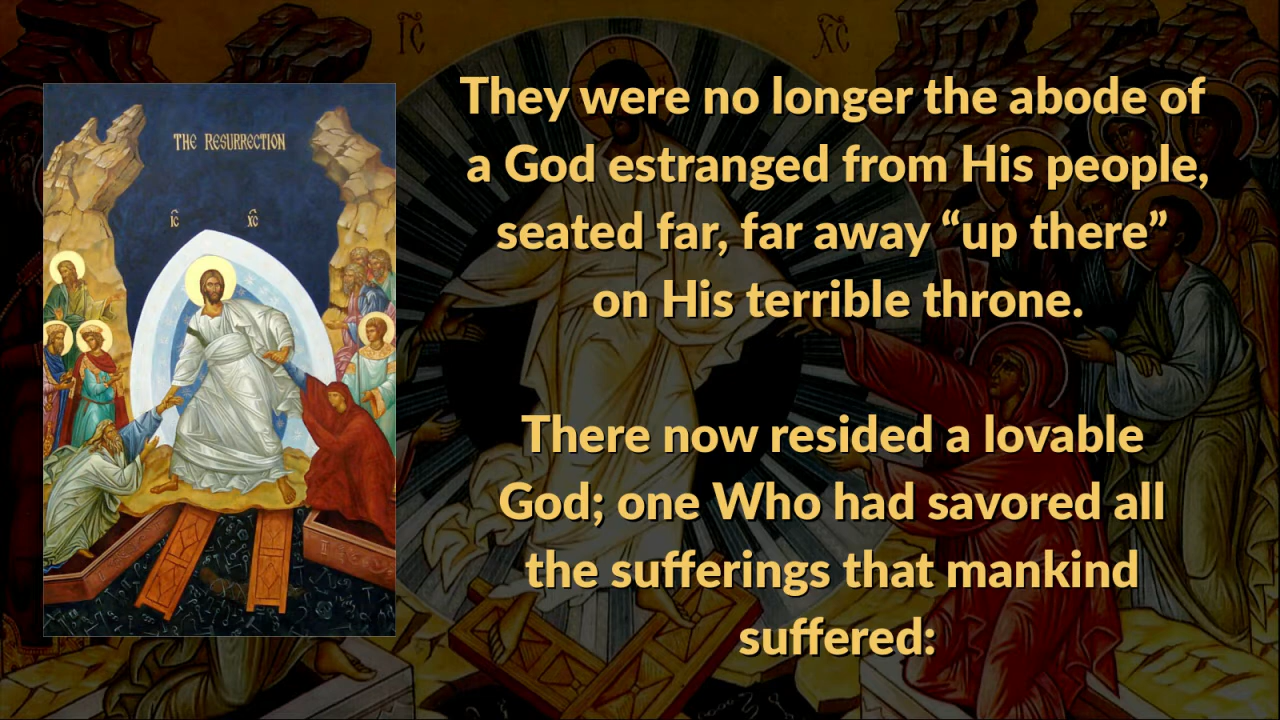 IC
XC
THE RESURRECTION
IC
XC
They were no longer the abode of
a God estranged from His people,
seated far, far away “up there”
on His terrible throne.
There now resided a lovable
God; one Who had savored all
the sufferings that mankind
suffered: